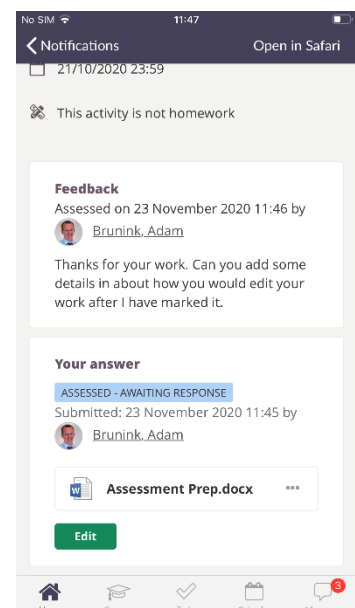 No SIM 11:47
Notifications Open in Safari
21/10/2020 23:59
This activity is not homework
Feedback
Assessed on 23 November 2020 11:46 by
Brunink, Adam
Thanks for your work. Can you add some
details in about how you would edit your
work after I have marked it.
Your answer
ASSESSED - AWAITING RESPONSE
Submitted: 23 November 2020 11:45 by
Brunink, Adam
Assessment Prep.docx
Edit
3